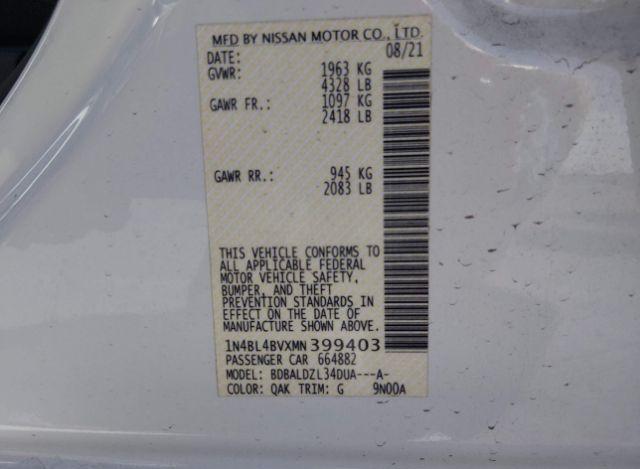 MFD BY NISSAN MOTOR CO., LTD.
DATE: 08/21
GVWR: 1963 KG
4328 LB
GAWR FR.: 1097 KG
2418 LB
GAWR RR.: 945 KG
2083 LB
THIS VEHICLE CONFORMS TO
ALL APPLICABLE FEDERAL
MOTOR VEHICLE SAFETY,
BUMPER, AND THEFT
PREVENTION STANDARDS IN
EFFECT ON THE DATE OF
MANUFACTURE SHOWN ABOVE.
1N4BL4BVXMN399403
PASSENGER CAR 664882
MODEL: BDBALDZL34DUA---A-
COLOR: QAK TRIM: G 9N00A